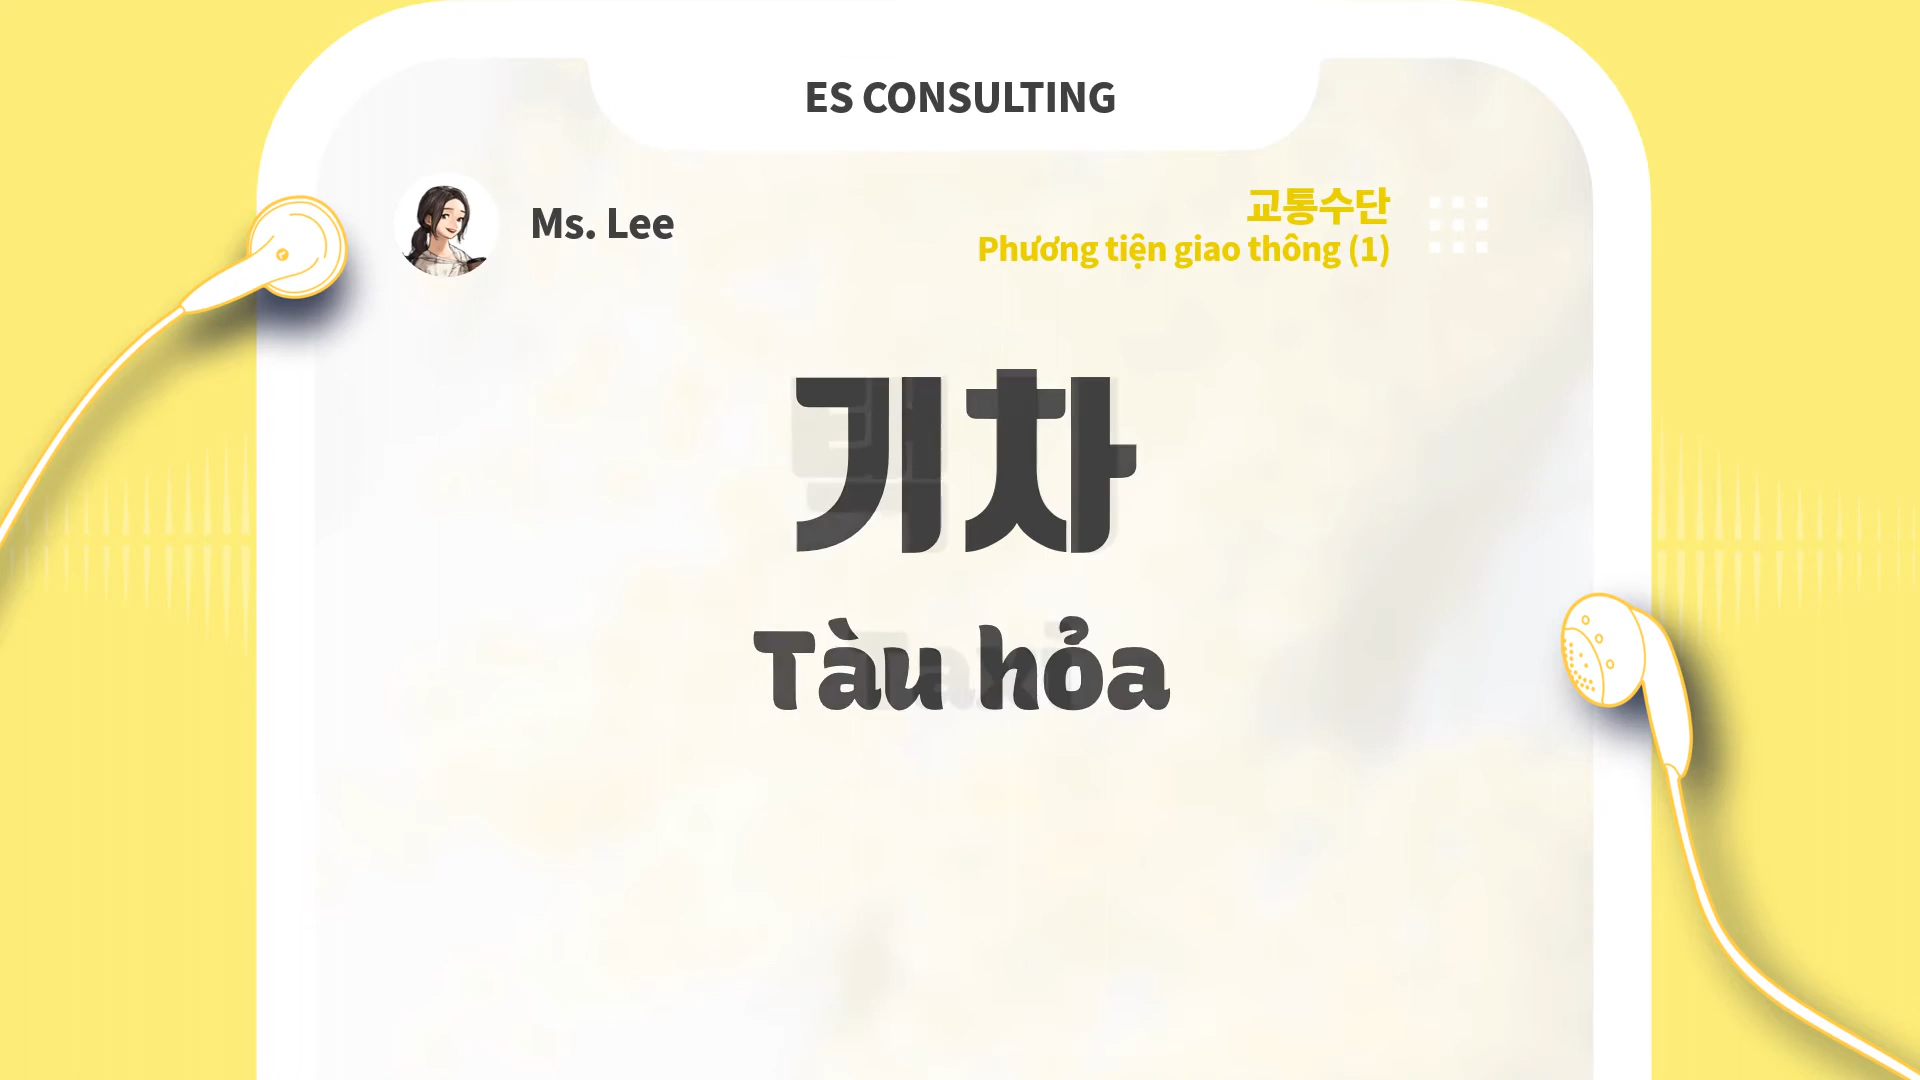 ES CONSULTING
Ms. Lee
교통수단
Phương tiện giao thông (1)
기차
Tàu hỏa